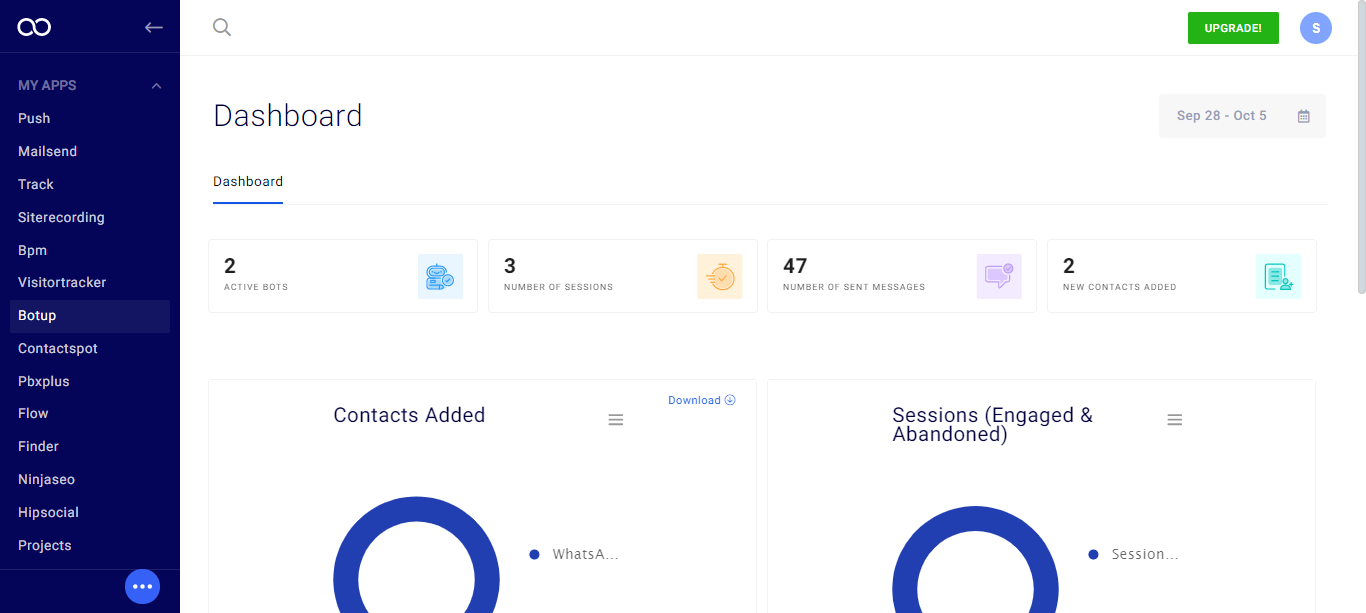 UPGRADE!
S
MY APPS
Push
Mailsend
Track
Siterecording
Bpm
Visitortracker
Botup
Contactspot
Pbxplus
Flow
Finder
Ninjaseo
Hipsocial
Projects
Dashboard
Sep 28 - Oct 5
Dashboard
2
ACTIVE BOTS
3
NUMBER OF SESSIONS
47
NUMBER OF SENT MESSAGES
2
NEW CONTACTS ADDED
Download
Contacts Added
WhatsA...
Sessions (Engaged &
Abandoned)
Session...